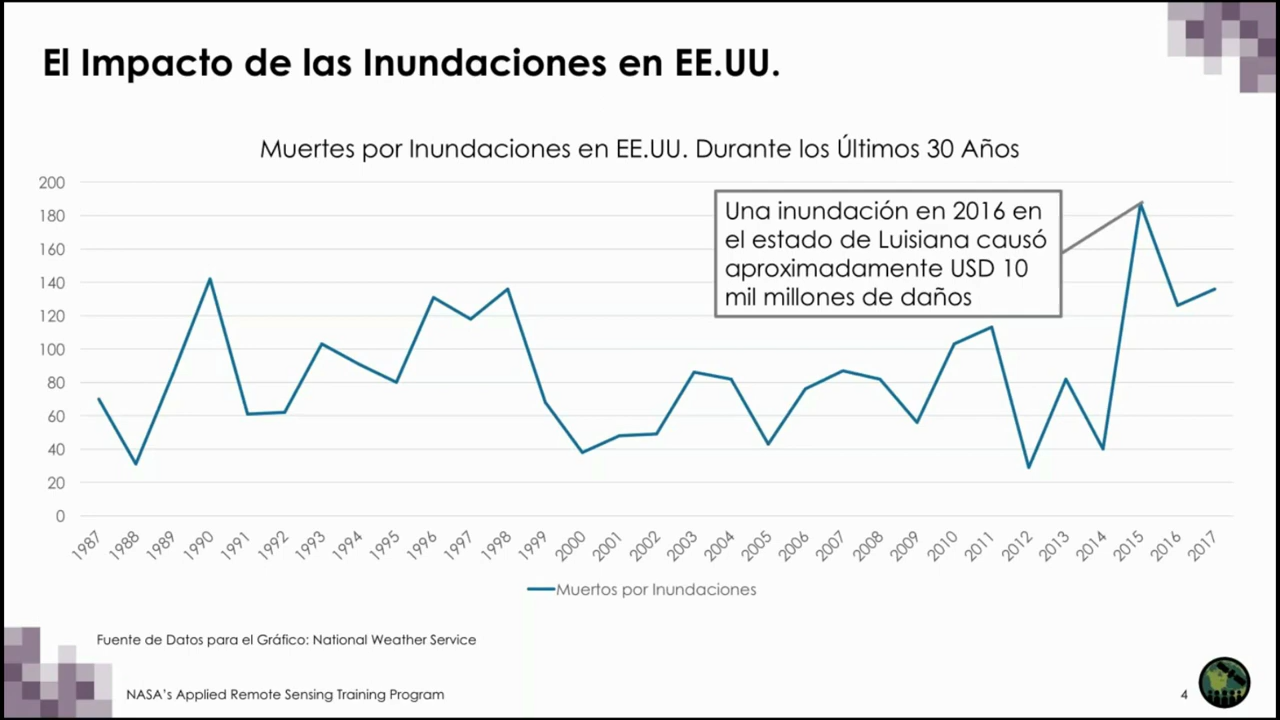 El Impacto de las Inundaciones en EE.UU.
Muertes por Inundaciones en EE.UU. Durante los Últimos 30 Años
200
180
160
140
120
100
80
60
40
20
0
Una inundación en 2016 en
el estado de Luisiana causó
aproximadamente USD 10
mil millones de daños
1987 1988 1989 1990 1991 1992 1993 1994 1995 1996 1997 1998 1999 2000 2001 2002 2003 2004 2005 2006 2007 2008 2009 2010 2011 2012 2013 2014 2015 2016 2017
Muertos por Inundaciones
Fuente de Datos para el Gráfico: National Weather Service
NASA's Applied Remote Sensing Training Program
4